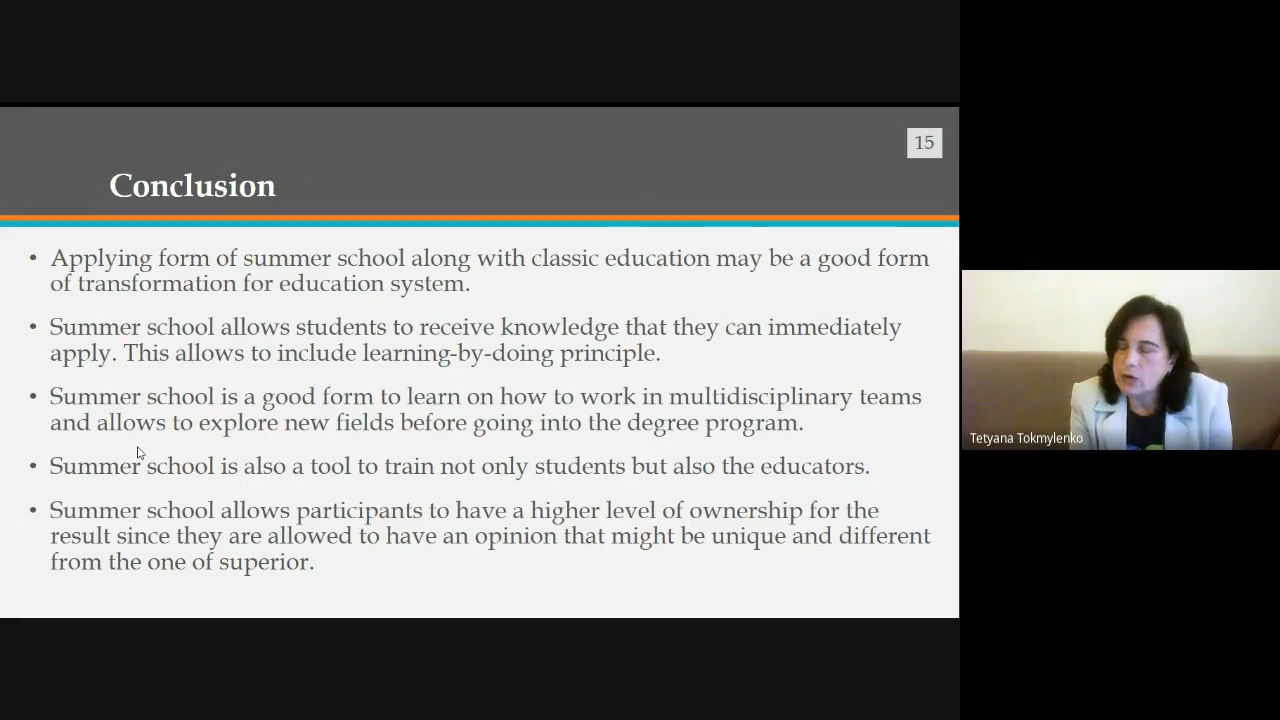 15
Conclusion
• Applying form of summer school along with classic education may be a good form
of transformation for education system.
• Summer school allows students to receive knowledge that they can immediately
apply. This allows to include learning-by-doing principle.
• Summer school is a good form to learn on how to work in multidisciplinary teams
and allows to explore new fields before going into the degree program.
• Summer school is also a tool to train not only students but also the educators.
• Summer school allows participants to have a higher level of ownership for the
result since they are allowed to have an opinion that might be unique and different
from the one of superior.
Tetyana Tokmylenko